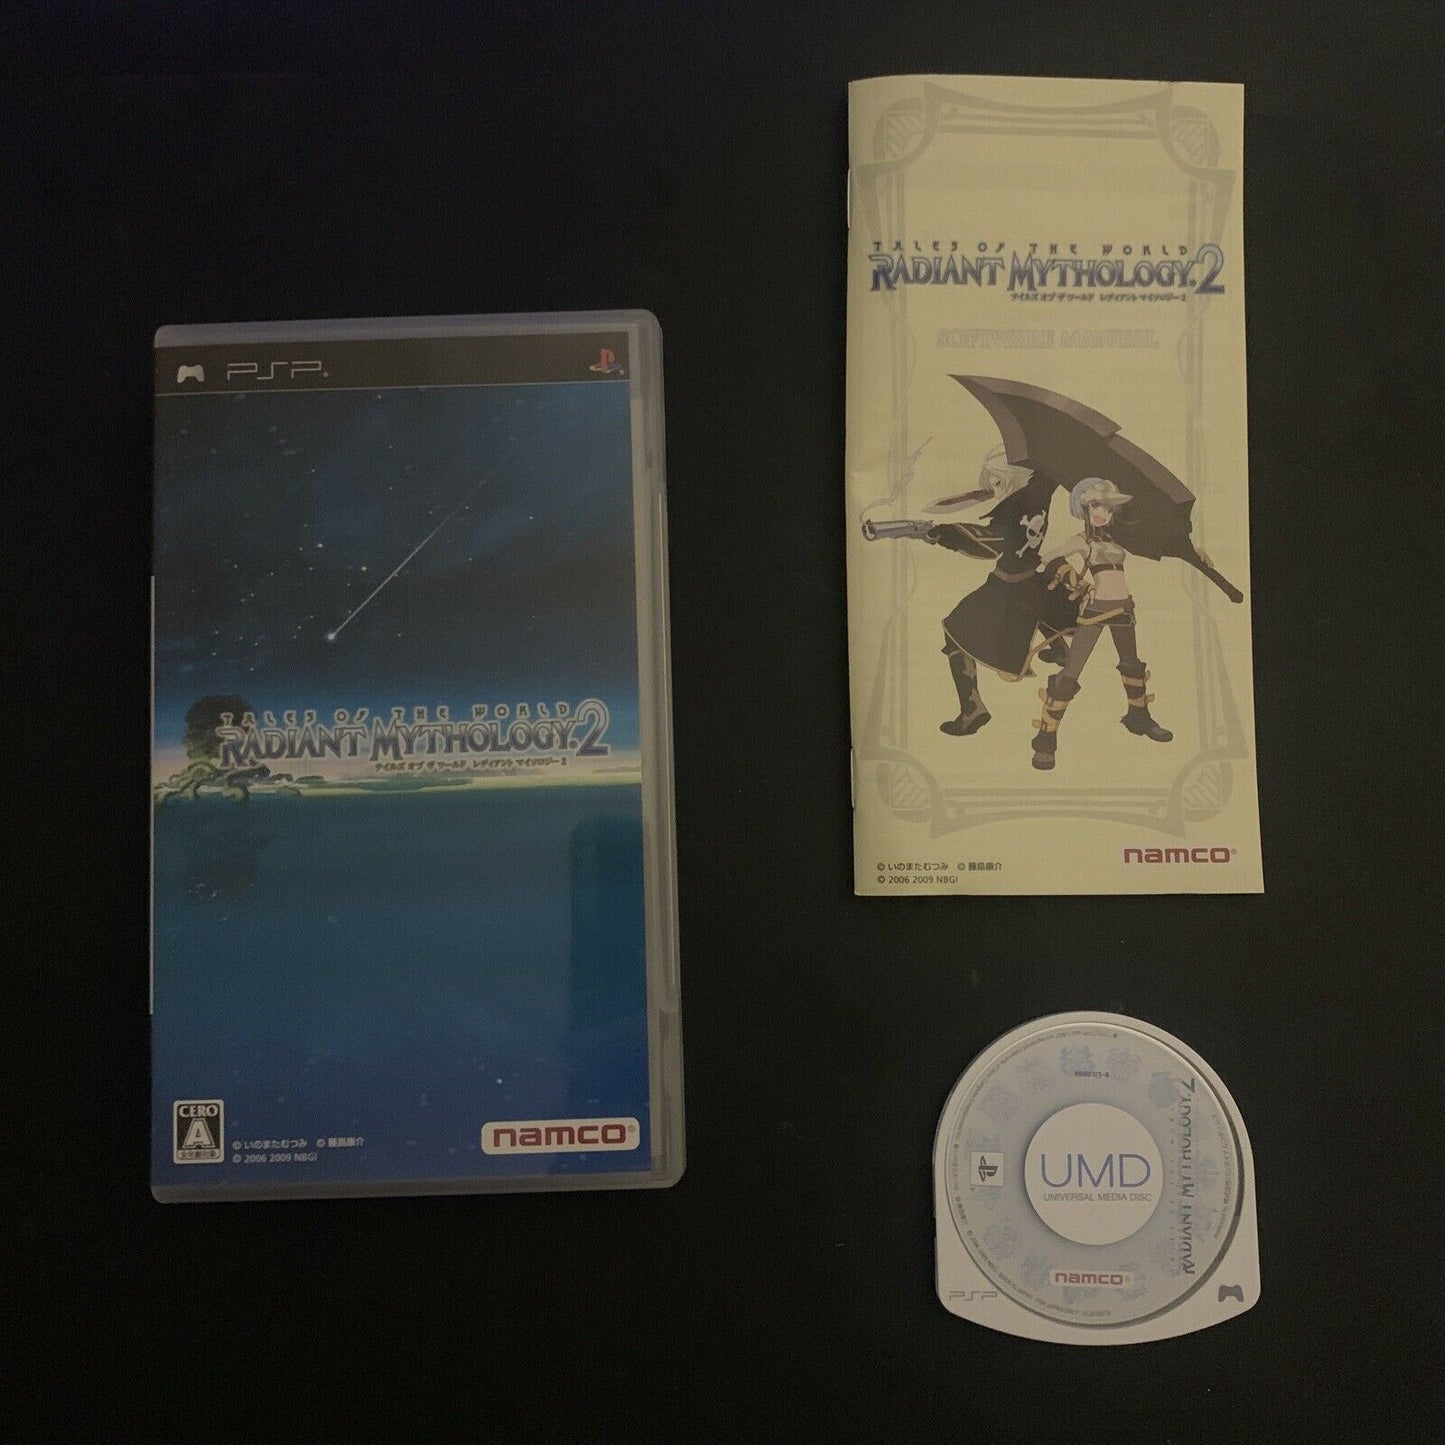 PSP
TALES OF THE WORLD
RADIANT MYTHOLOGY.2
テイルズ オブ ザ ワールド レディアント マイソロジー 2
CERO
A
全年齢対象
© いのまたむつみ © 藤島康介
© 2006 2009 NBGI
namco
TALES OF THE WORLD
RADIANT MYTHOLOGY.2
テイルズ オブ ザ ワールド レディアント マイソロジー 2
SOFTWARE MANUAL
namco
© いのまたむつみ © 藤島康介
© 2006 2009 NBGI
UMD
UNIVERSAL MEDIA DISC
RADIANT MYTHOLOGY.2
namco
PSP